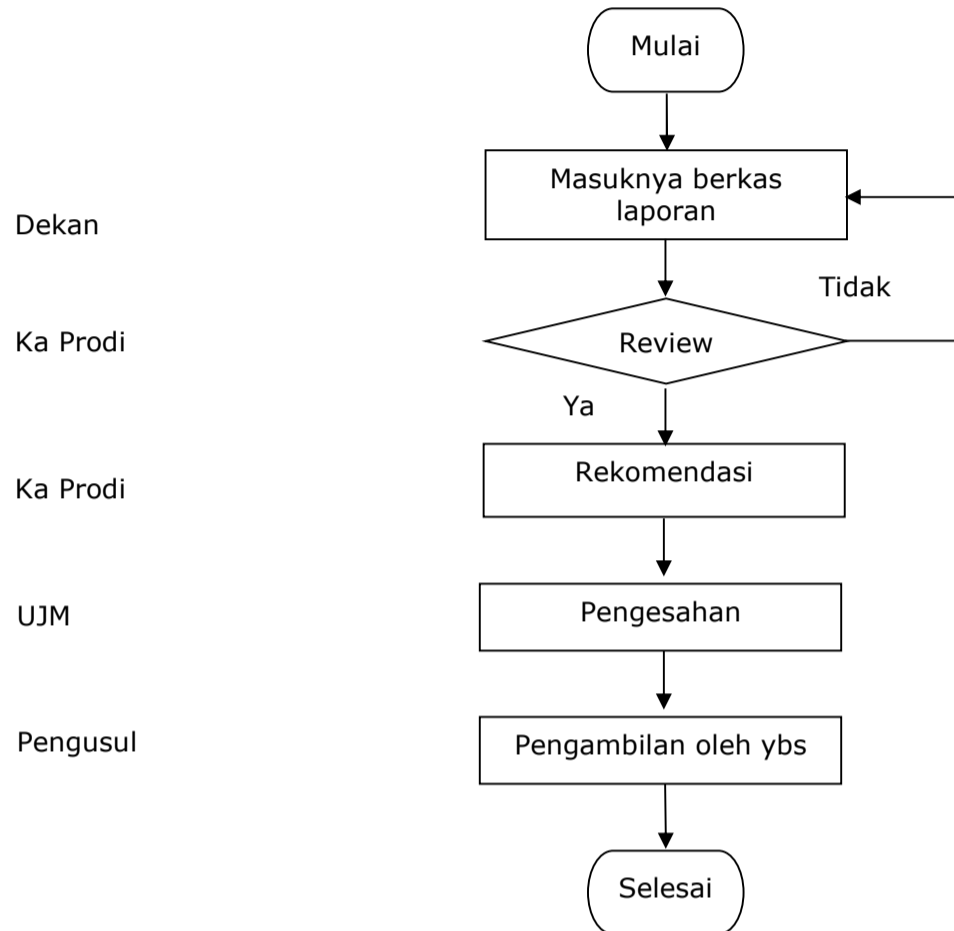 Mulai
Masuknya berkas
laporan
Dekan
Tidak
Ka Prodi
Review
Ya
Ka Prodi
Rekomendasi
UJM
Pengesahan
Pengusul
Pengambilan oleh ybs
Selesai